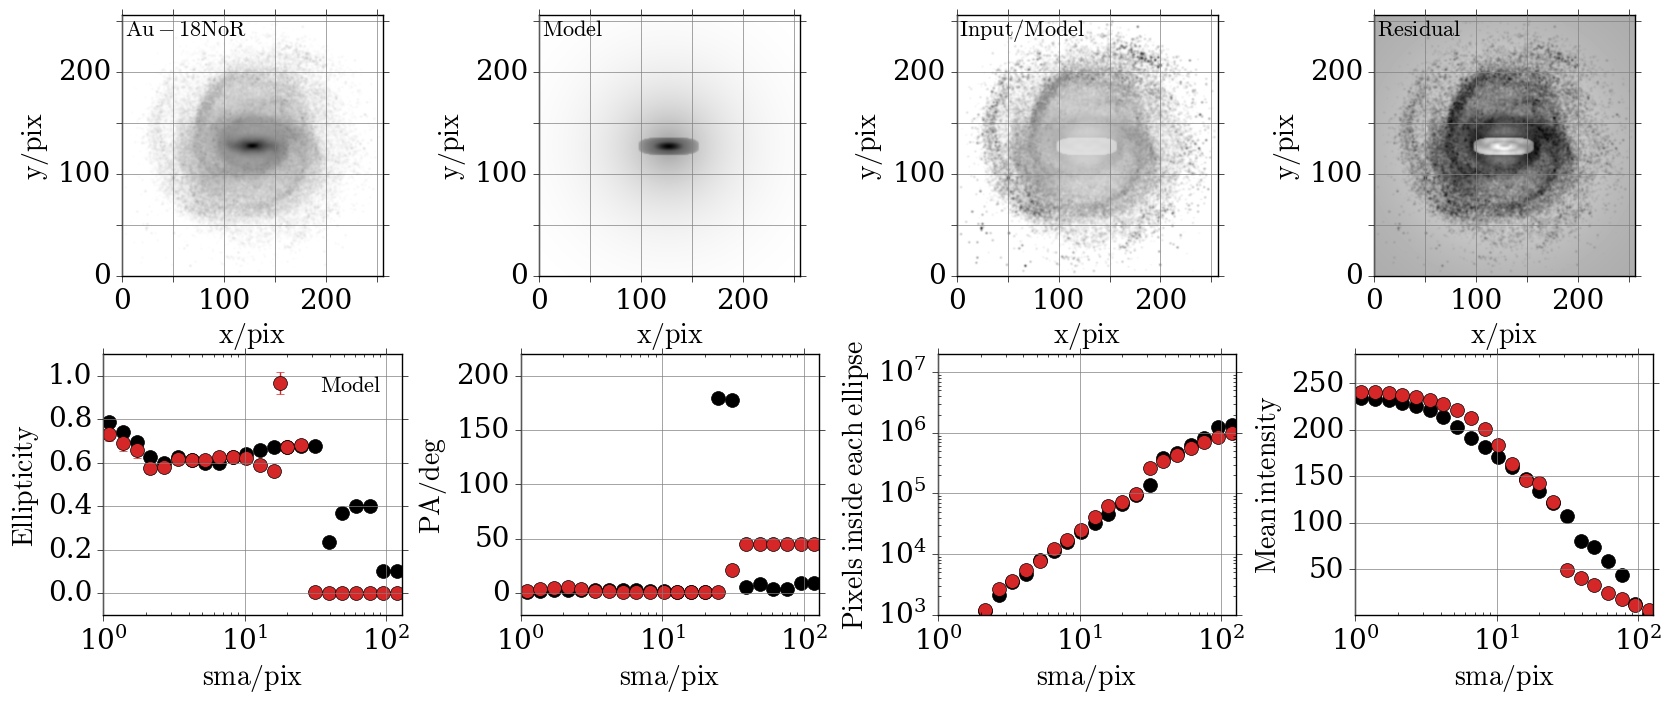 Au − 18NoR
y/pix
200
100
0
0 100 200
x/pix
Model
y/pix
200
100
0
0 100 200
x/pix
Input/Model
y/pix
200
100
0
0 100 200
x/pix
Residual
y/pix
200
100
0
0 100 200
x/pix
Ellipticity
1.0
0.8
0.6
0.4
0.2
0.0
Model
10^0 10^1 10^2
sma/pix
PA/deg
200
150
100
50
0
10^0 10^1 10^2
sma/pix
Pixels inside each ellipse
10^7
10^6
10^5
10^4
10^3
10^0 10^1 10^2
sma/pix
Mean intensity
250
200
150
100
50
10^0 10^1 10^2
sma/pix